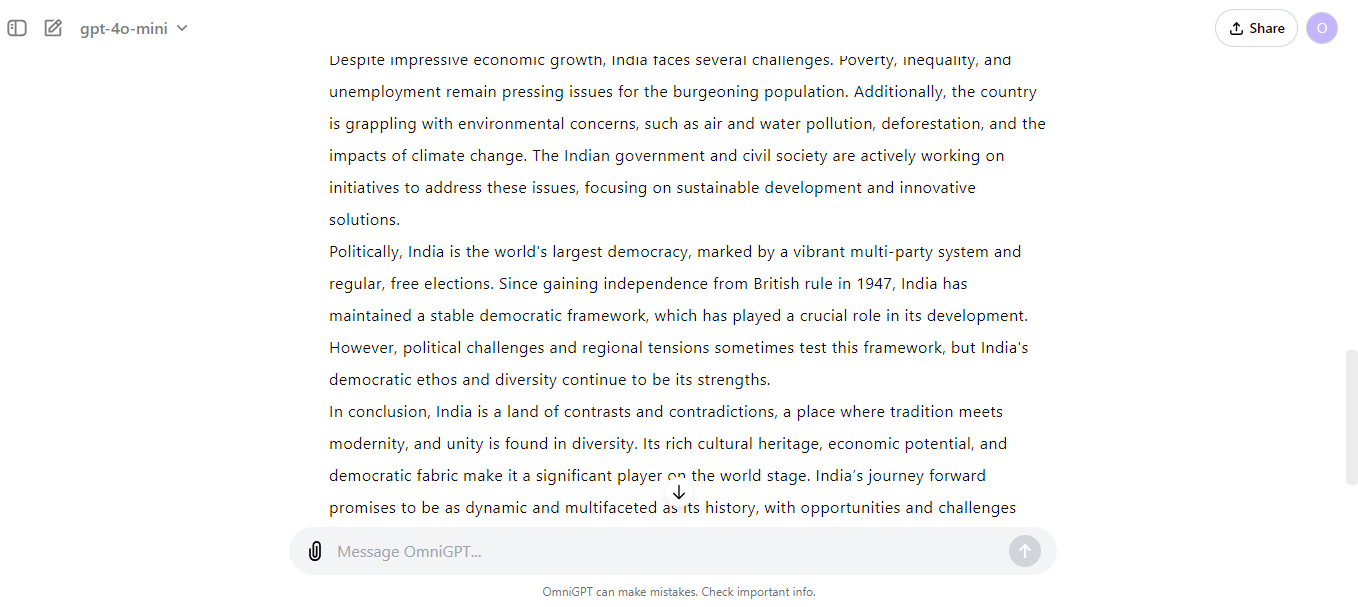 gpt-4o-mini
Share
O
Despite impressive economic growth, India faces several challenges. Poverty, inequality, and
unemployment remain pressing issues for the burgeoning population. Additionally, the country
is grappling with environmental concerns, such as air and water pollution, deforestation, and the
impacts of climate change. The Indian government and civil society are actively working on
initiatives to address these issues, focusing on sustainable development and innovative
solutions.
Politically, India is the world's largest democracy, marked by a vibrant multi-party system and
regular, free elections. Since gaining independence from British rule in 1947, India has
maintained a stable democratic framework, which has played a crucial role in its development.
However, political challenges and regional tensions sometimes test this framework, but India's
democratic ethos and diversity continue to be its strengths.
In conclusion, India is a land of contrasts and contradictions, a place where tradition meets
modernity, and unity is found in diversity. Its rich cultural heritage, economic potential, and
democratic fabric make it a significant player on the world stage. India’s journey forward
promises to be as dynamic and multifaceted as its history, with opportunities and challenges
Message OmniGPT...
OmniGPT can make mistakes. Check important info.